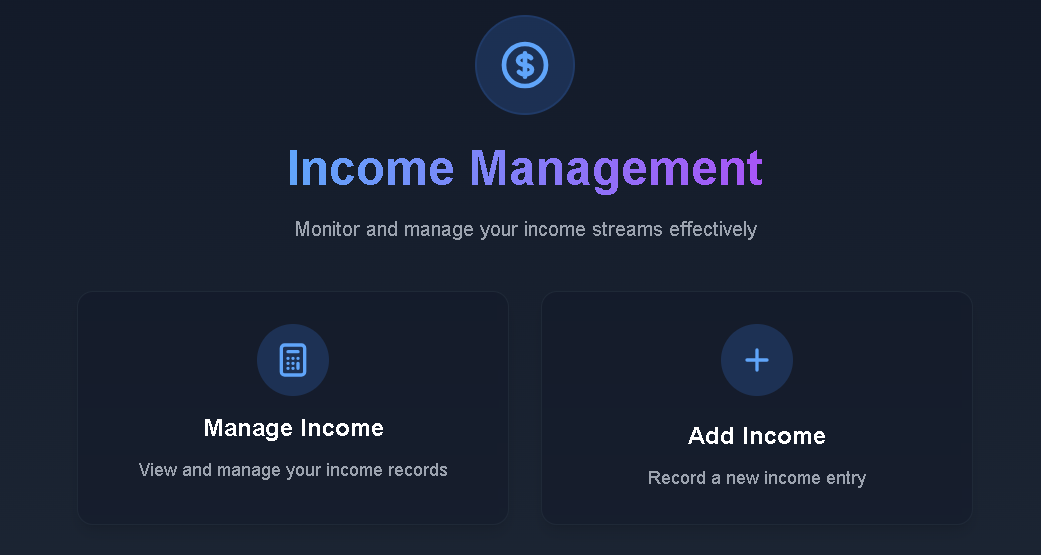 Income Management
Monitor and manage your income streams effectively
Manage Income
View and manage your income records
Add Income
Record a new income entry